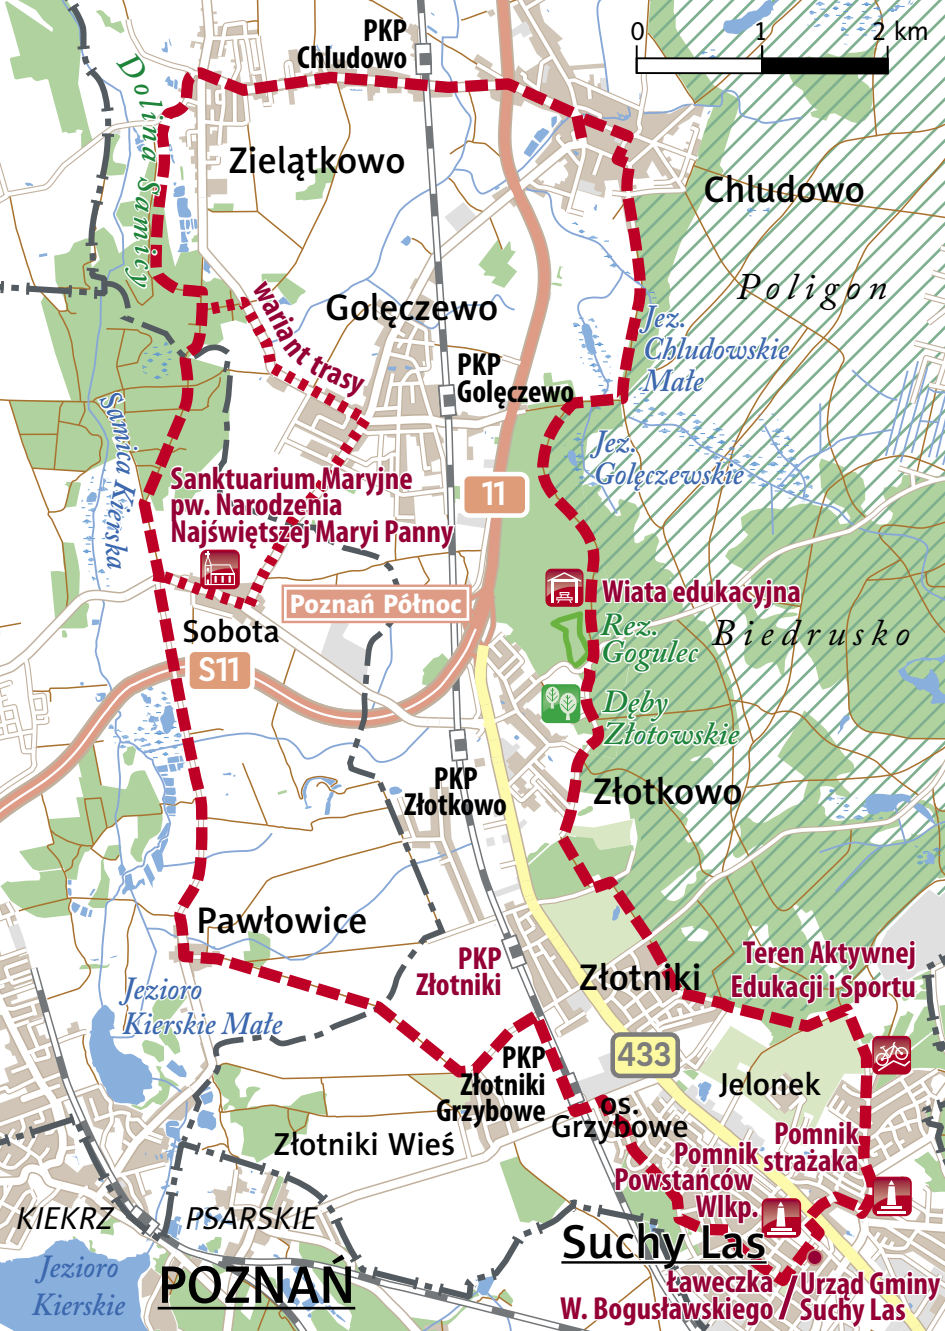 0 1 2 km
PKP
Chludowo
Dolina Samicy
Zielątkowo
Chludowo
Poligon
wariant trasy
Golęczewo
Jez.
Chludowskie
Małe
PKP
Golęczewo
Samica Kierska
Jez.
Golęczewskie
Sanktuarium Maryjne
pw. Narodzenia
Najświętszej Maryi Panny
11
Poznań Północ
Wiata edukacyjna
Sobota
Rez.
Gogulec
Biedrusko
S11
Dęby
Złotowskie
PKP
Złotkowo
Złotkowo
Pawłowice
PKP
Złotniki
Złotniki
Teren Aktywnej
Edukacji i Sportu
Jezioro
Kierskie Małe
433
PKP
Złotniki
Grzybowe
Jelonek
os.
Grzybowe
Złotniki Wieś
Pomnik
strażaka
Pomnik
Powstańców
Wlkp.
KIEKRZ
PSARSKIE
Suchy Las
Jezioro
Kierskie
POZNAŃ
Ławeczka
W. Bogusławskiego
/
Urząd Gminy
Suchy Las